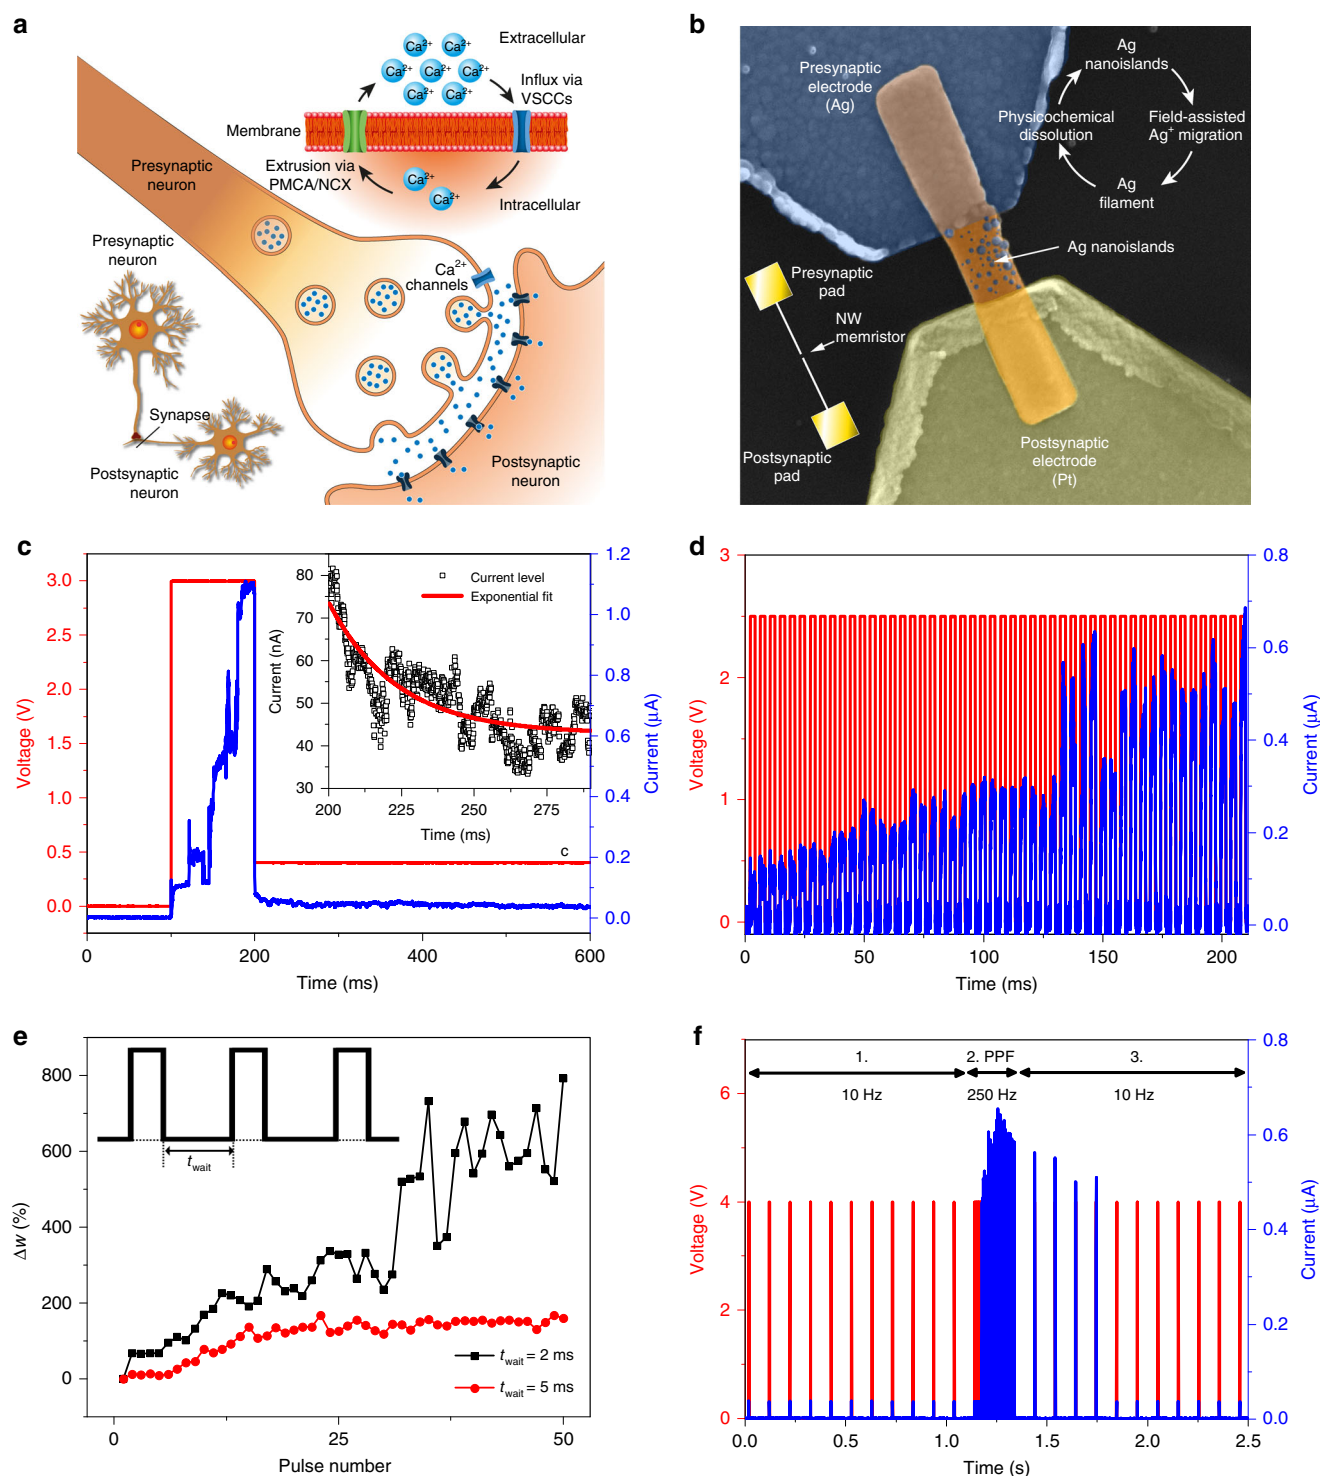 a
Ca2+
Ca2+
Ca2+
Ca2+
Ca2+
Ca2+
Ca2+
Extracellular
Influx via
VSCCs
Membrane
Extrusion via
PMCA/NCX
Ca2+
Ca2+
Intracellular
Presynaptic
neuron
Presynaptic
neuron
Ca2+
channels
Synapse
Postsynaptic
neuron
Postsynaptic
neuron
b
Presynaptic
electrode
(Ag)
Ag
nanoislands
Physicochemical
dissolution
Field-assisted
Ag+ migration
Ag
filament
Ag nanoislands
Presynaptic
pad
NW
memristor
Postsynaptic
pad
Postsynaptic
electrode
(Pt)
c
Voltage (V)
3.0
2.5
2.0
1.5
1.0
0.5
0.0
0
200
400
600
Time (ms)
1.2
1.0
0.8
0.6
0.4
0.2
0.0
Current (µA)
c
80
70
60
50
40
30
Current (nA)
200
225
250
275
Time (ms)
Current level
Exponential fit
d
Voltage (V)
3
2
1
0
0
50
100
150
200
Time (ms)
0.8
0.6
0.4
0.2
0.0
Current (µA)
e
Δw (%)
800
600
400
200
0
0
25
50
Pulse number
twait
twait = 2 ms
twait = 5 ms
f
Voltage (V)
6
4
2
0
1.
2. PPF
3.
10 Hz
250 Hz
10 Hz
0.0
0.5
1.0
1.5
2.0
2.5
Time (s)
0.8
0.6
0.4
0.2
0.0
Current (µA)